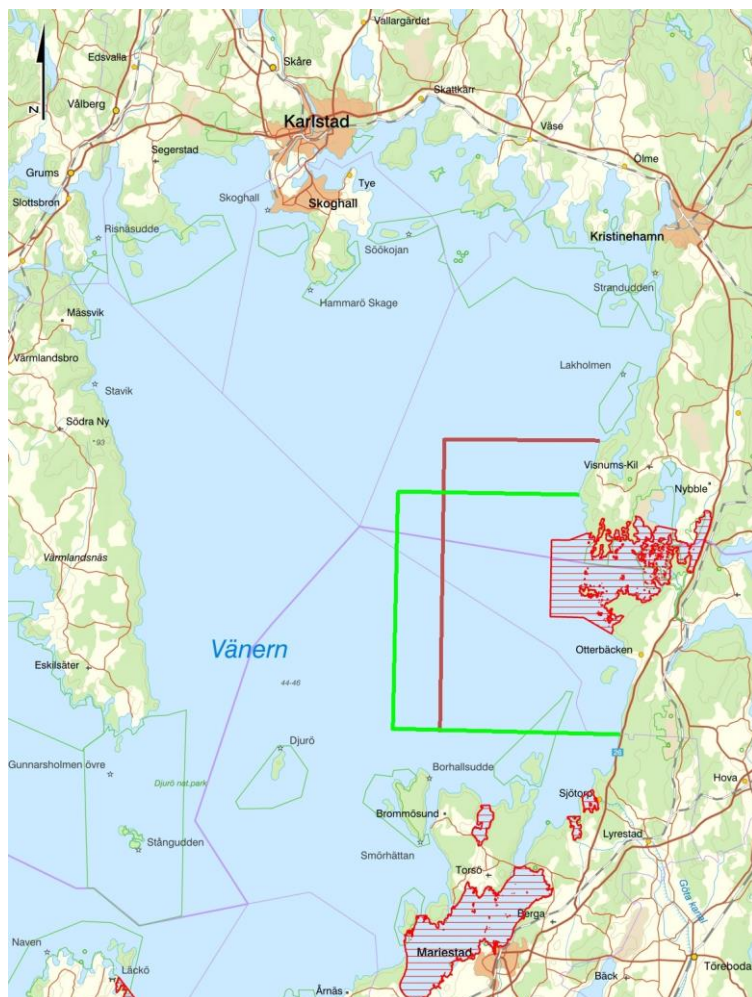 Vallargärdet
Edsvalla
Skåre
Skattkärr
Vålberg
N
Karlstad
Väse
Segerstad
Ölme
Grums
Tye
Slottsbron
Skoghall
Skoghall
Risnäsudde
Söökojan
Kristinehamn
Strandudden
Hammarö Skage
Mässvik
Värmlandsbro
Lakholmen
Stavik
Södra Ny
93
Visnums-Kil
Nybble
Värmlandsnäs
Vänern
Otterbäcken
Eskilsäter
44-46
Djurö
26
Gunnarsholmen övre
Borhallsudde
Djurö nat.park
Sjötorp
Hova
Brommösund
Stångudden
Smörhättan
Lyrestad
Torsö
Göta kanal
Berga
Naven
Mariestad
Läckö
Töreboda
Bäck
Årnäs